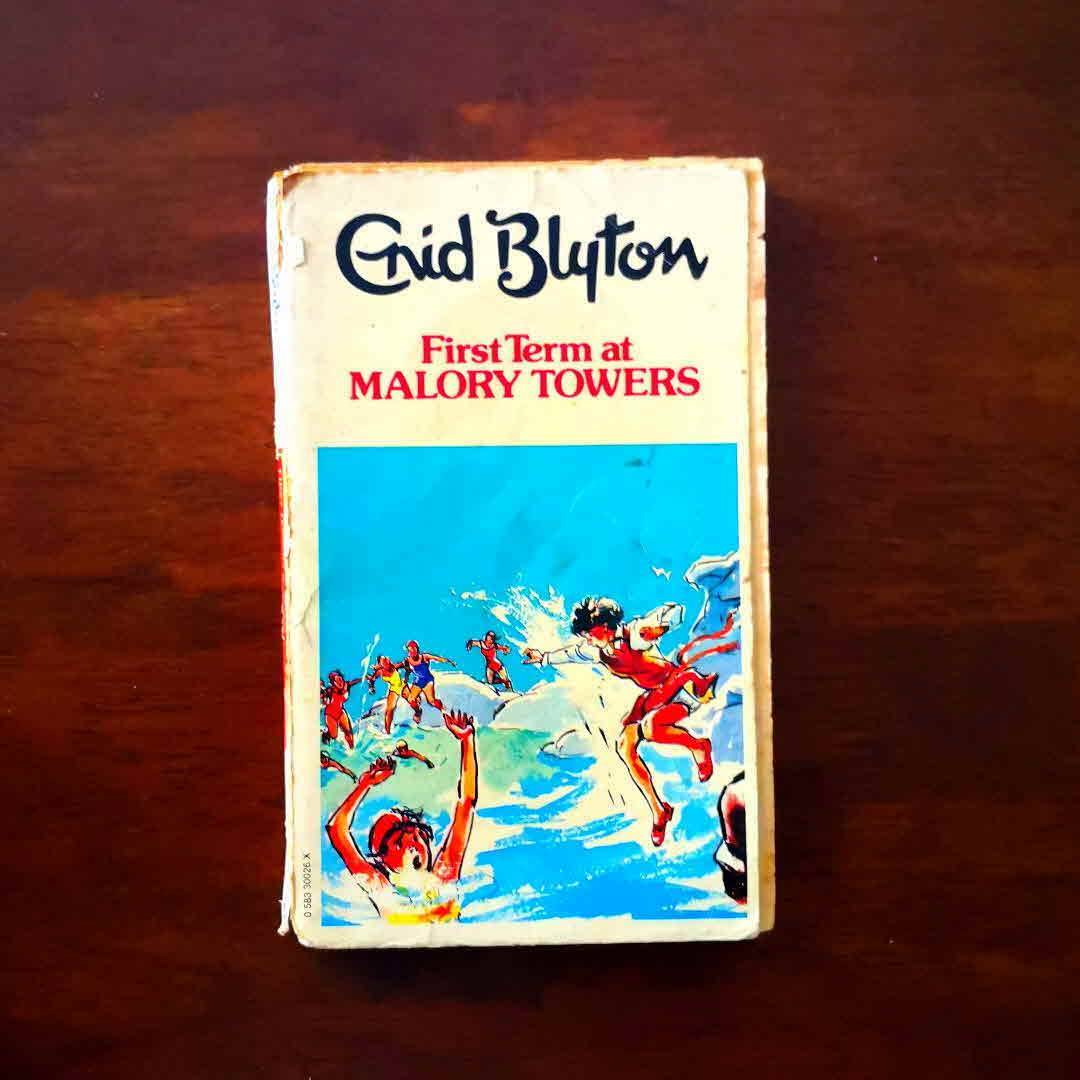 Enid Blyton
First Term at
MALORY TOWERS
0 583 30026 X